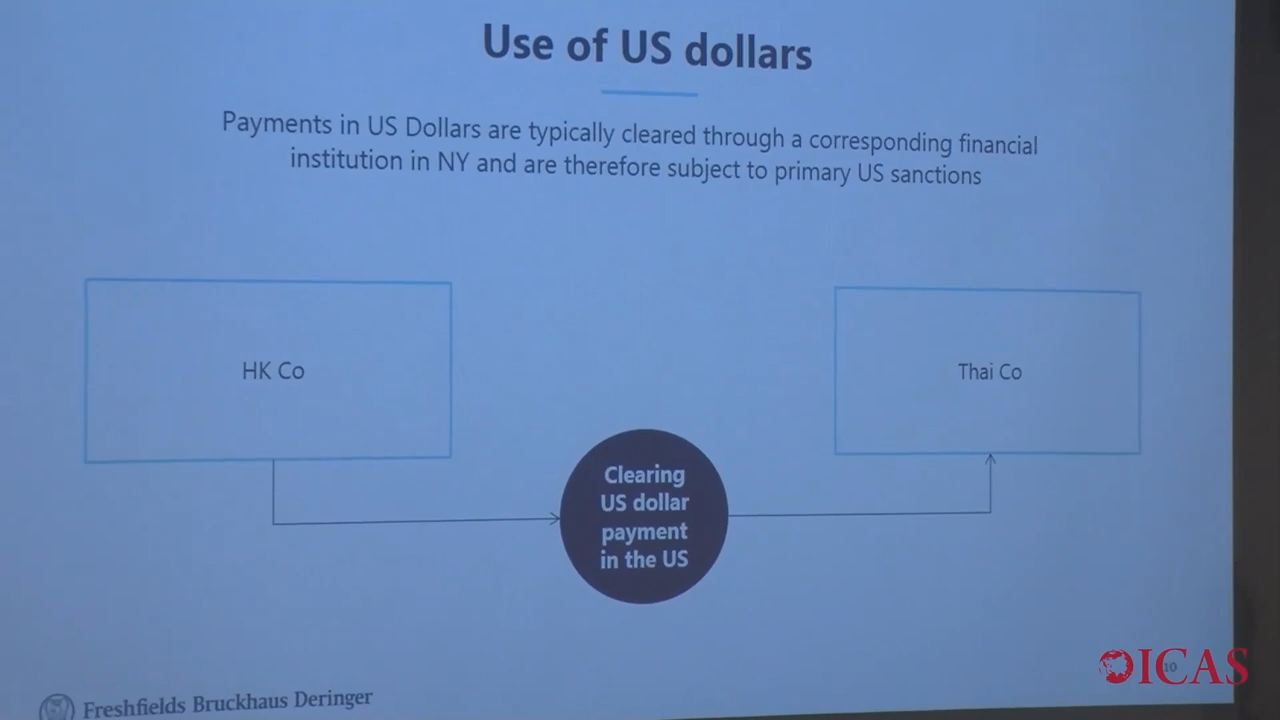 Use of US dollars
Payments in US Dollars are typically cleared through a corresponding financial
institution in NY and are therefore subject to primary US sanctions
HK Co
Thai Co
Clearing
US dollar
payment
in the US
Freshfields Bruckhaus Deringer
ICAS
10